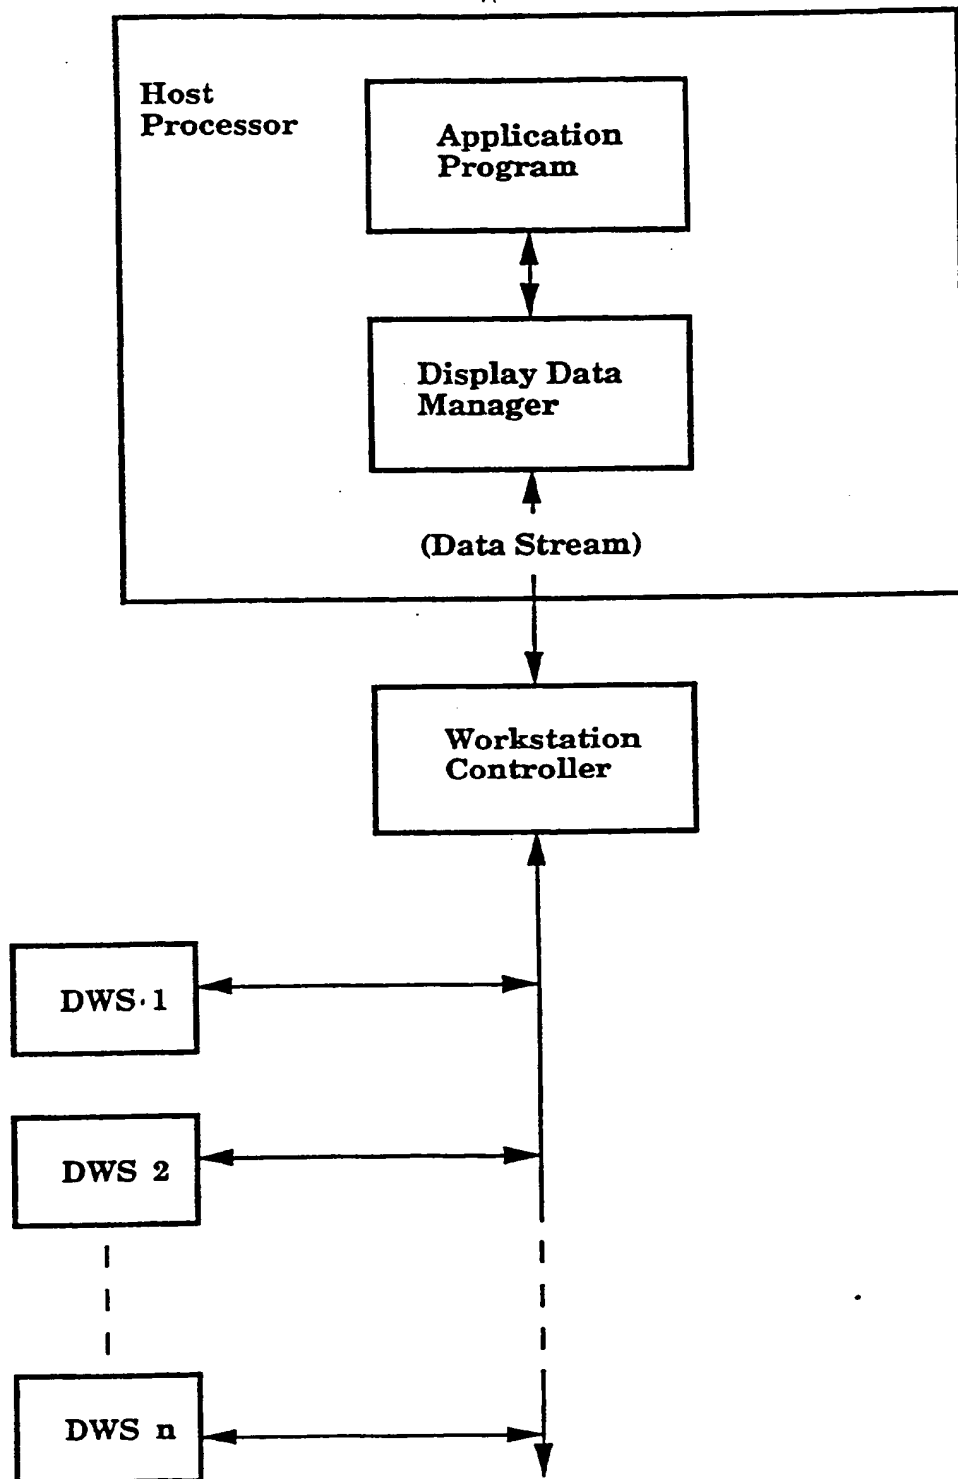 Host
Processor
Application
Program
Display Data
Manager
(Data Stream)
Workstation
Controller
DWS 1
DWS 2
DWS n